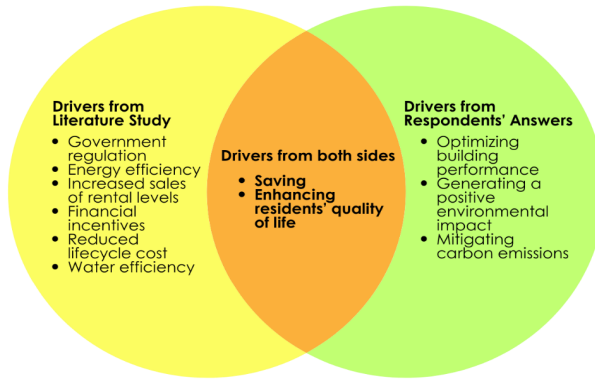 Drivers from
Literature Study
• Government
regulation
• Energy efficiency
• Increased sales
of rental levels
• Financial
incentives
• Reduced
lifecycle cost
• Water efficiency
Drivers from both sides
• Saving
• Enhancing
residents' quality
of life
Drivers from
Respondents' Answers
• Optimizing
building
performance
• Generating a
positive
environmental
impact
• Mitigating
carbon emissions